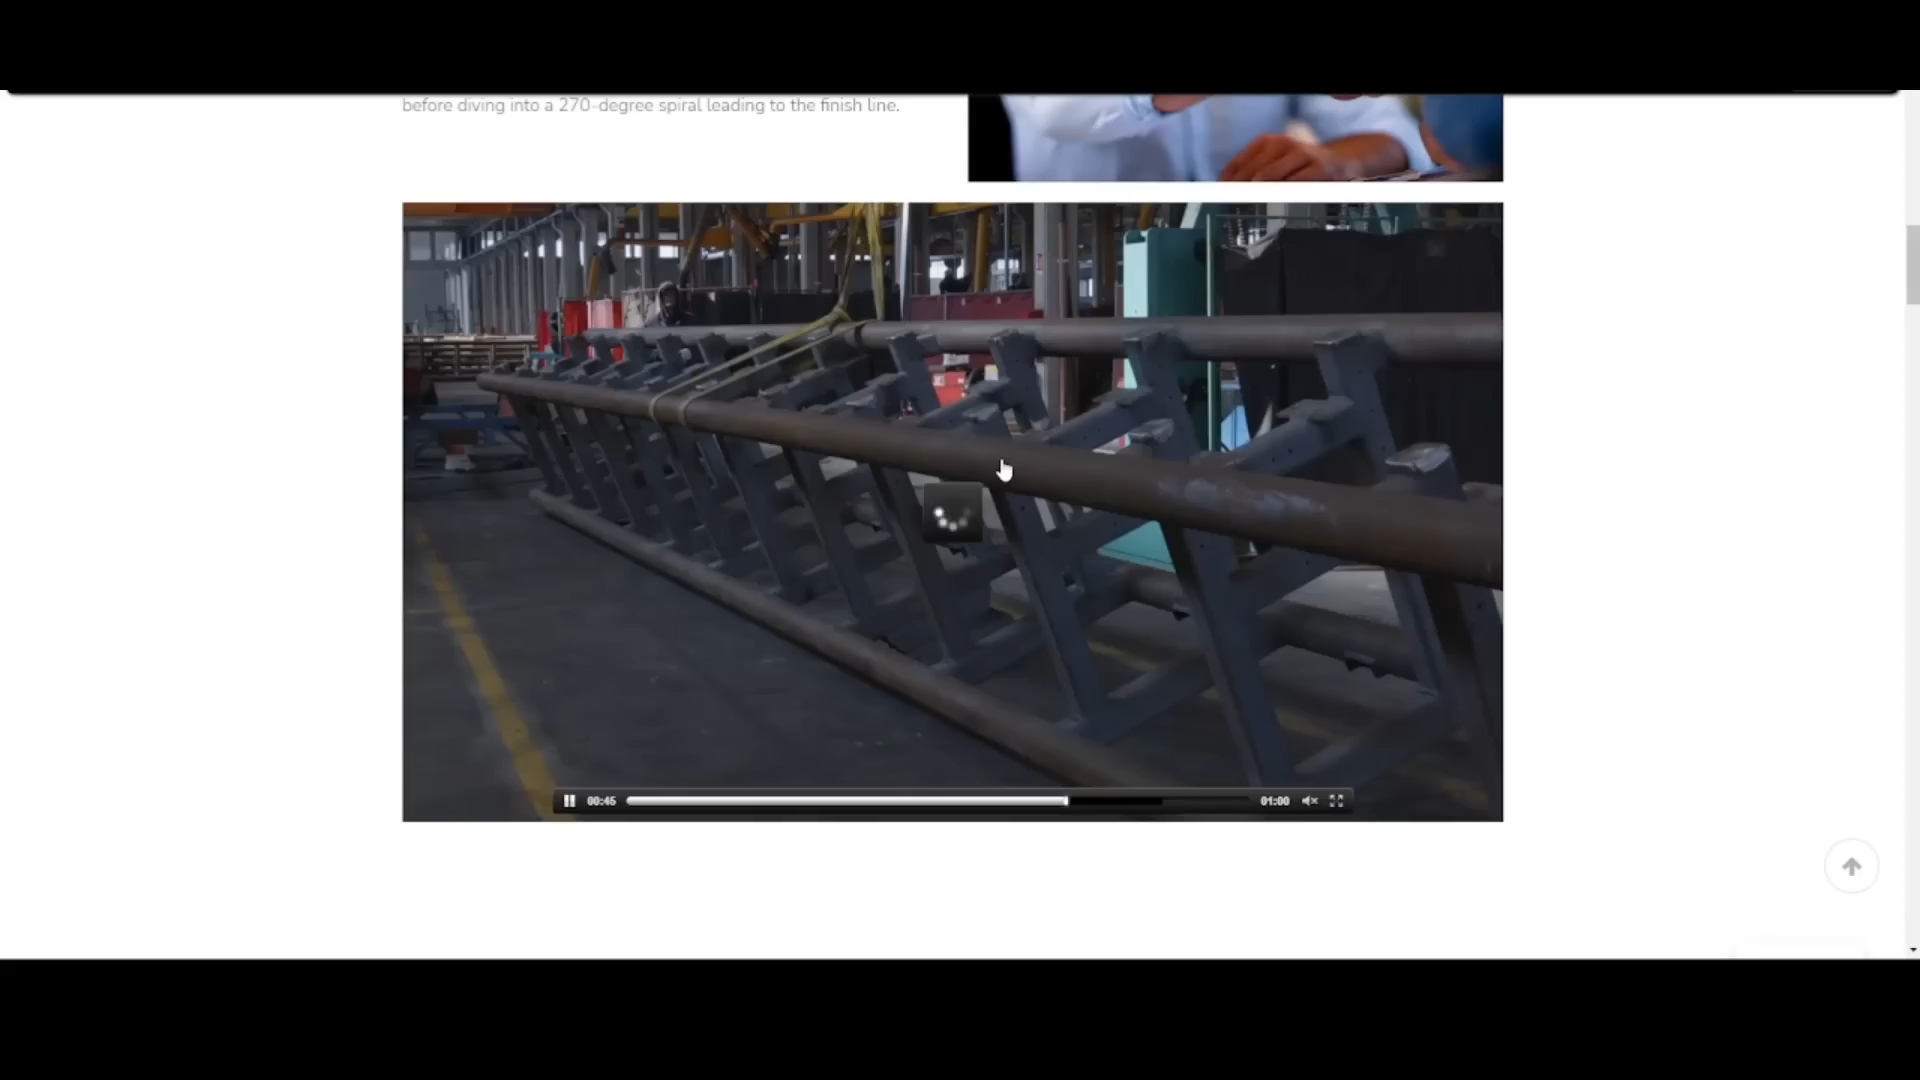 before diving into a 270-degree spiral leading to the finish line.
00:45
01:00